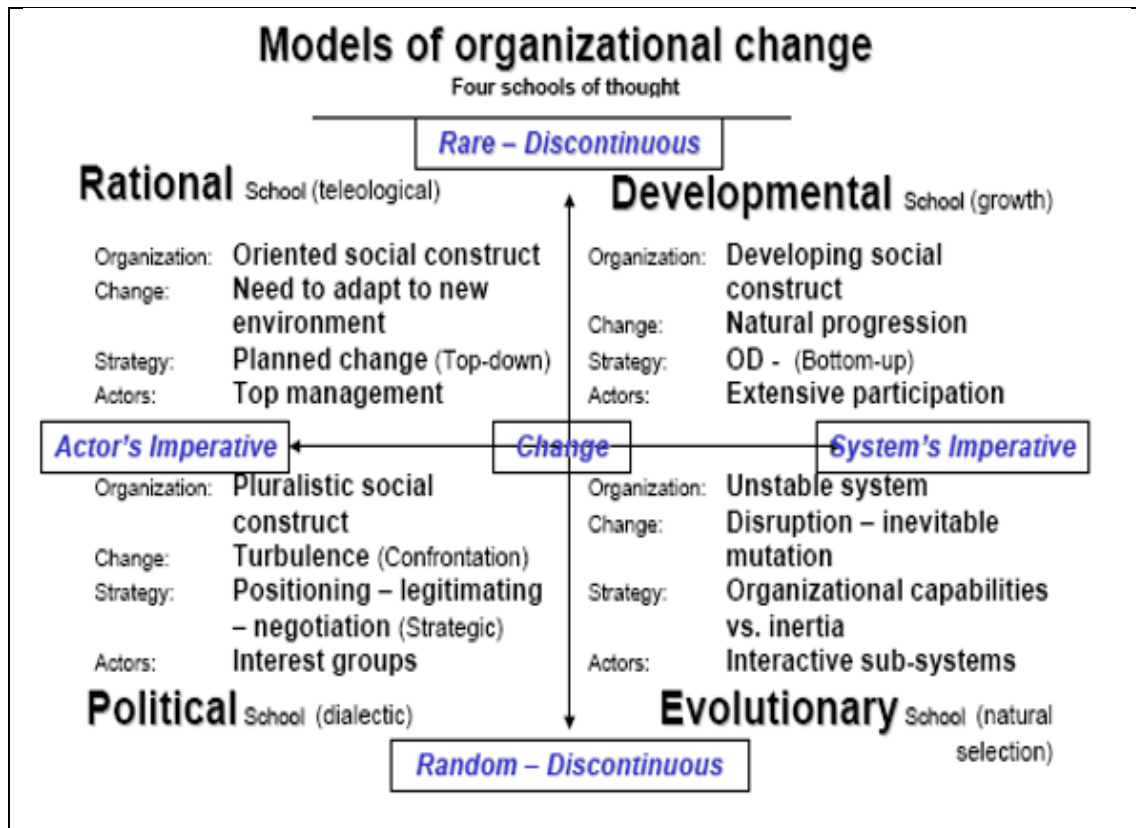 Models of organizational change
Four schools of thought
Rare – Discontinuous
Rational School (teleological)
Organization: Oriented social construct
Change: Need to adapt to new
environment
Strategy: Planned change (Top-down)
Actors: Top management
Developmental School (growth)
Organization: Developing social
construct
Change: Natural progression
Strategy: OD - (Bottom-up)
Actors: Extensive participation
Actor's Imperative
Change
System's Imperative
Organization: Pluralistic social
construct
Change: Turbulence (Confrontation)
Strategy: Positioning – legitimating
– negotiation (Strategic)
Actors: Interest groups
Political School (dialectic)
Organization: Unstable system
Change: Disruption – inevitable
mutation
Strategy: Organizational capabilities
vs. inertia
Actors: Interactive sub-systems
Evolutionary School (natural
selection)
Random – Discontinuous